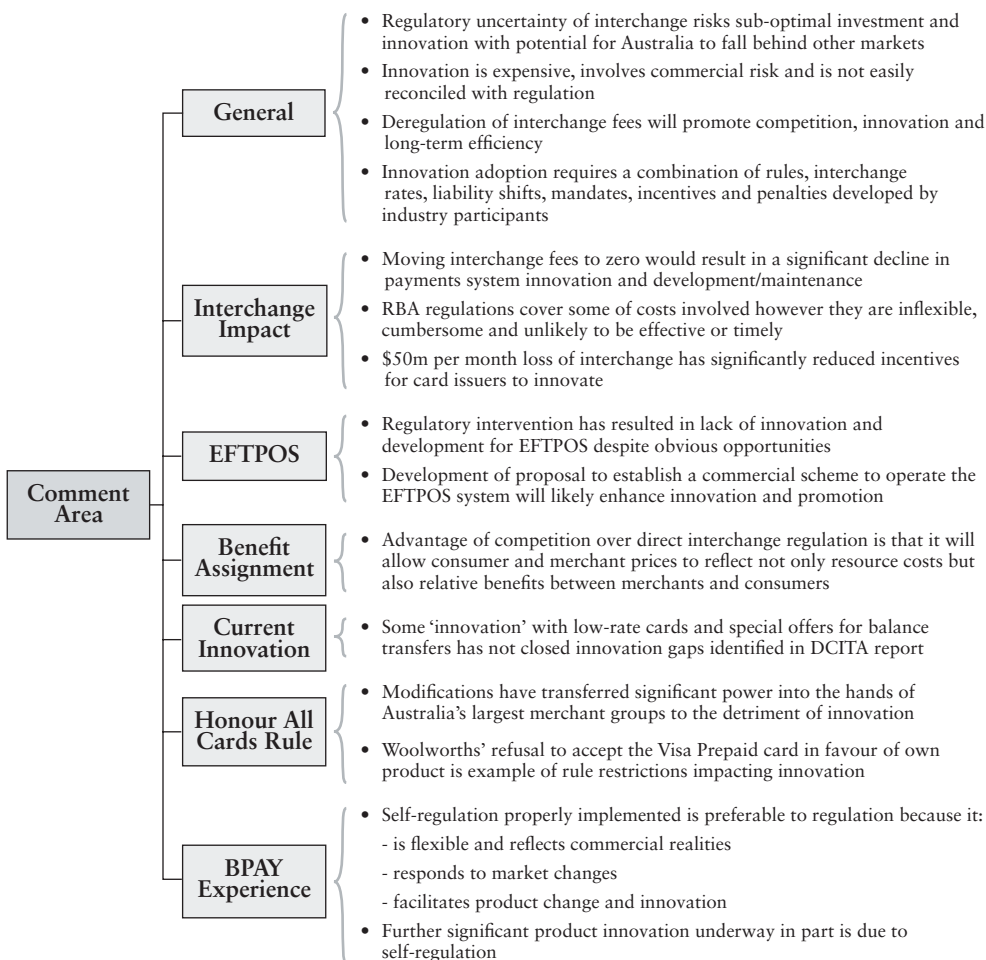 Comment
Area
General
• Regulatory uncertainty of interchange risks sub-optimal investment and
innovation with potential for Australia to fall behind other markets
• Innovation is expensive, involves commercial risk and is not easily
reconciled with regulation
• Deregulation of interchange fees will promote competition, innovation and
long-term efficiency
• Innovation adoption requires a combination of rules, interchange
rates, liability shifts, mandates, incentives and penalties developed by
industry participants
Interchange
Impact
• Moving interchange fees to zero would result in a significant decline in
payments system innovation and development/maintenance
• RBA regulations cover some of costs involved however they are inflexible,
cumbersome and unlikely to be effective or timely
• $50m per month loss of interchange has significantly reduced incentives
for card issuers to innovate
EFTPOS
• Regulatory intervention has resulted in lack of innovation and
development for EFTPOS despite obvious opportunities
• Development of proposal to establish a commercial scheme to operate the
EFTPOS system will likely enhance innovation and promotion
Benefit
Assignment
• Advantage of competition over direct interchange regulation is that it will
allow consumer and merchant prices to reflect not only resource costs but
also relative benefits between merchants and consumers
Current
Innovation
• Some ‘innovation’ with low-rate cards and special offers for balance
transfers has not closed innovation gaps identified in DCITA report
Honour All
Cards Rule
• Modifications have transferred significant power into the hands of
Australia’s largest merchant groups to the detriment of innovation
• Woolworths’ refusal to accept the Visa Prepaid card in favour of own
product is example of rule restrictions impacting innovation
BPAY
Experience
• Self-regulation properly implemented is preferable to regulation because it:
- is flexible and reflects commercial realities
- responds to market changes
- facilitates product change and innovation
• Further significant product innovation underway in part is due to
self-regulation